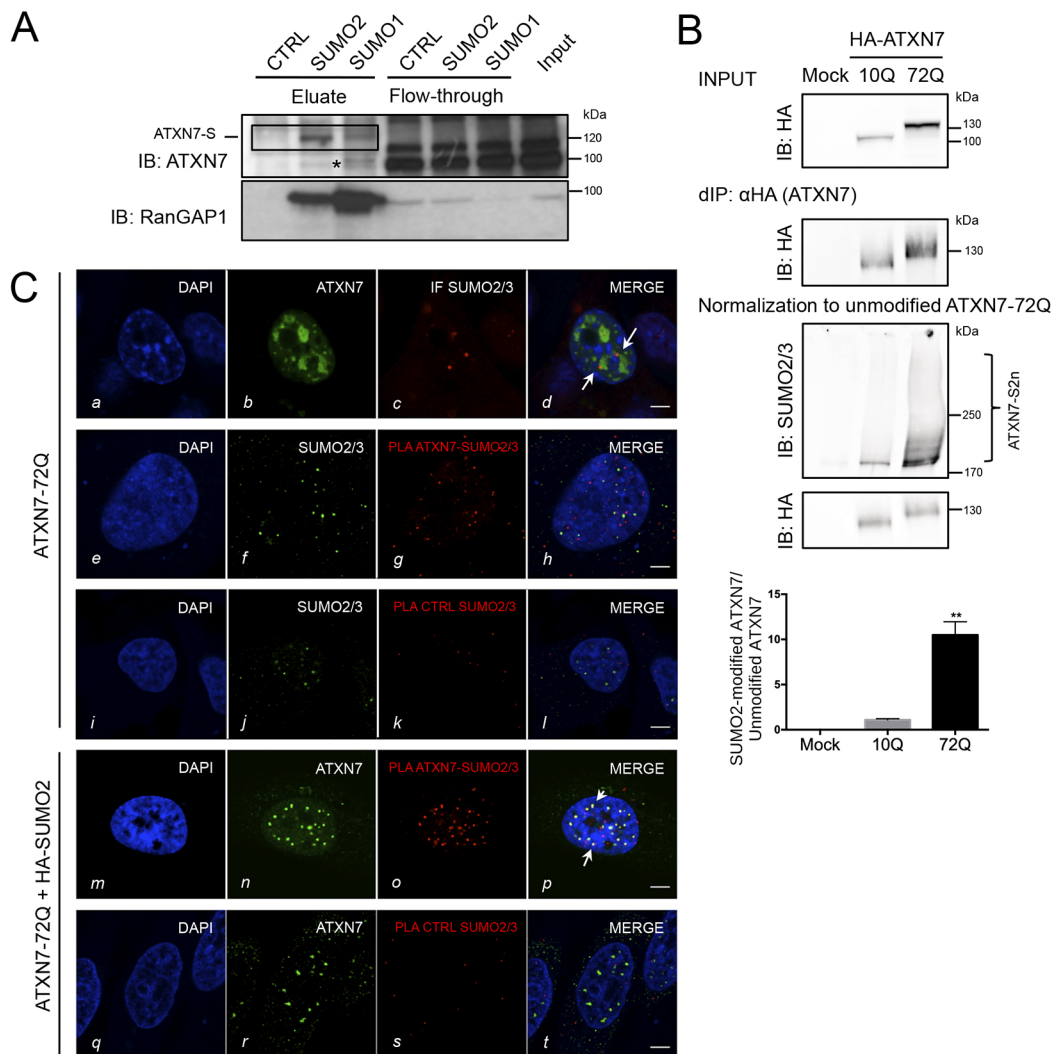 A
CTRL SUMO2 SUMO1 CTRL SUMO2 SUMO1 Input
Eluate Flow-through
kDa
ATXN7-S
120
IB: ATXN7
*
100
100
IB: RanGAP1
B
HA-ATXN7
INPUT Mock 10Q 72Q
kDa
IB: HA
130
100
dIP: αHA (ATXN7)
kDa
IB: HA
130
Normalization to unmodified ATXN7-72Q
kDa
IB: SUMO2/3
250
170
ATXN7-S2n
IB: HA
130
SUMO2-modified ATXN7/
Unmodified ATXN7
15
10
5
0
**
Mock 10Q 72Q
C
ATXN7-72Q
DAPI ATXN7 IF SUMO2/3 MERGE
a b c d
DAPI SUMO2/3 PLA ATXN7-SUMO2/3 MERGE
e f g h
DAPI SUMO2/3 PLA CTRL SUMO2/3 MERGE
i j k l
ATXN7-72Q + HA-SUMO2
DAPI ATXN7 PLA ATXN7-SUMO2/3 MERGE
m n o p
DAPI ATXN7 PLA CTRL SUMO2/3 MERGE
q r s t